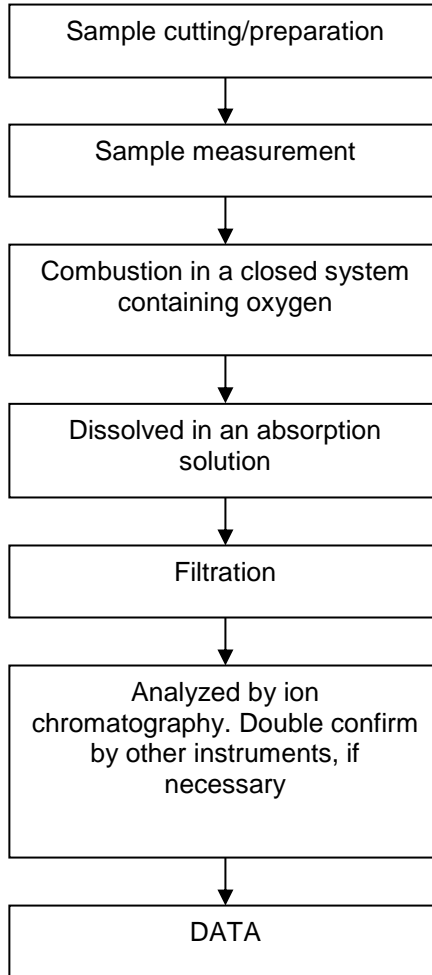 Sample cutting/preparation
Sample measurement
Combustion in a closed system
containing oxygen
Dissolved in an absorption
solution
Filtration
Analyzed by ion
chromatography. Double confirm
by other instruments, if
necessary
DATA